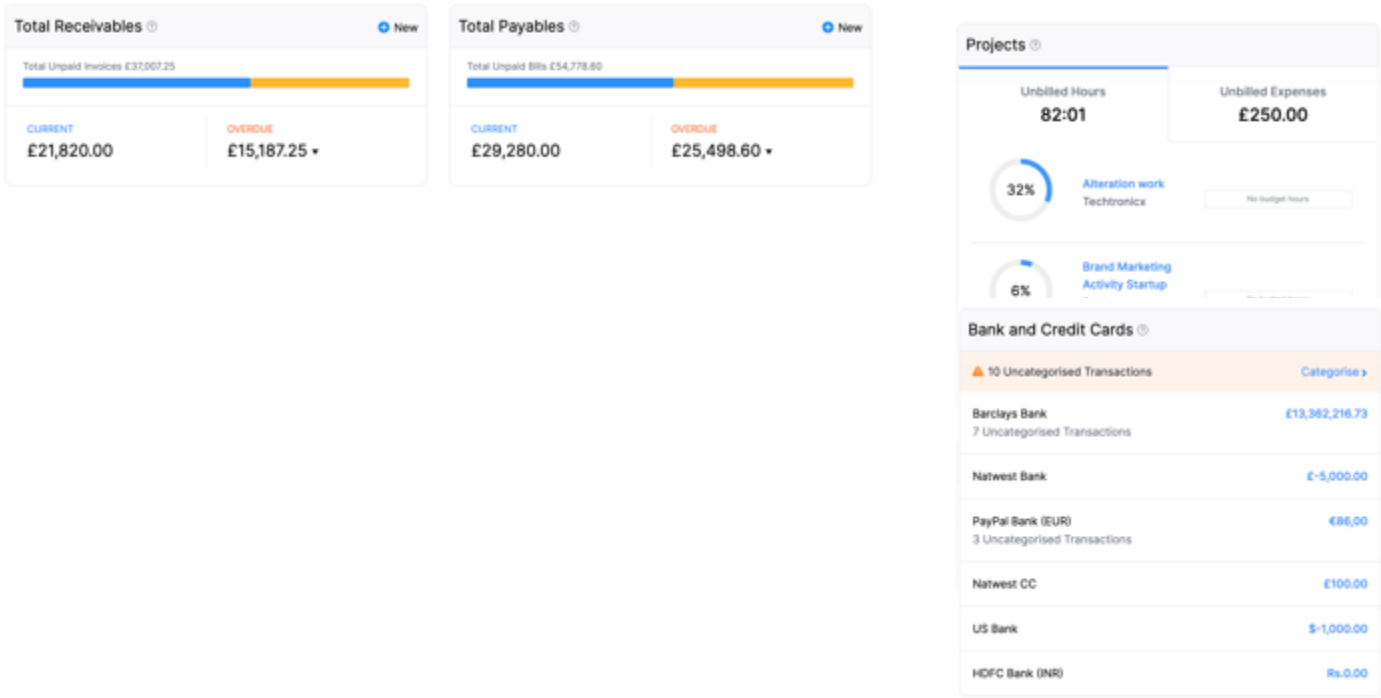 Total Receivables
New
Total Unpaid Invoices £37,007.25
CURRENT
£21,820.00
OVERDUE
£15,187.25
Total Payables
New
Total Unpaid Bills £54,778.60
CURRENT
£29,280.00
OVERDUE
£25,498.60
Projects
Unbilled Hours
82:01
Unbilled Expenses
£250.00
32%
Alteration work
Techtronicx
No budget hours
6%
Brand Marketing
Activity Startup
Bank and Credit Cards
10 Uncategorised Transactions
Categorise
Barclays Bank
£13,362,216.73
7 Uncategorised Transactions
Natwest Bank
£-5,000.00
PayPal Bank (EUR)
€86,00
3 Uncategorised Transactions
Natwest CC
£100.00
US Bank
$-1,000.00
HDFC Bank (INR)
Rs.0.00